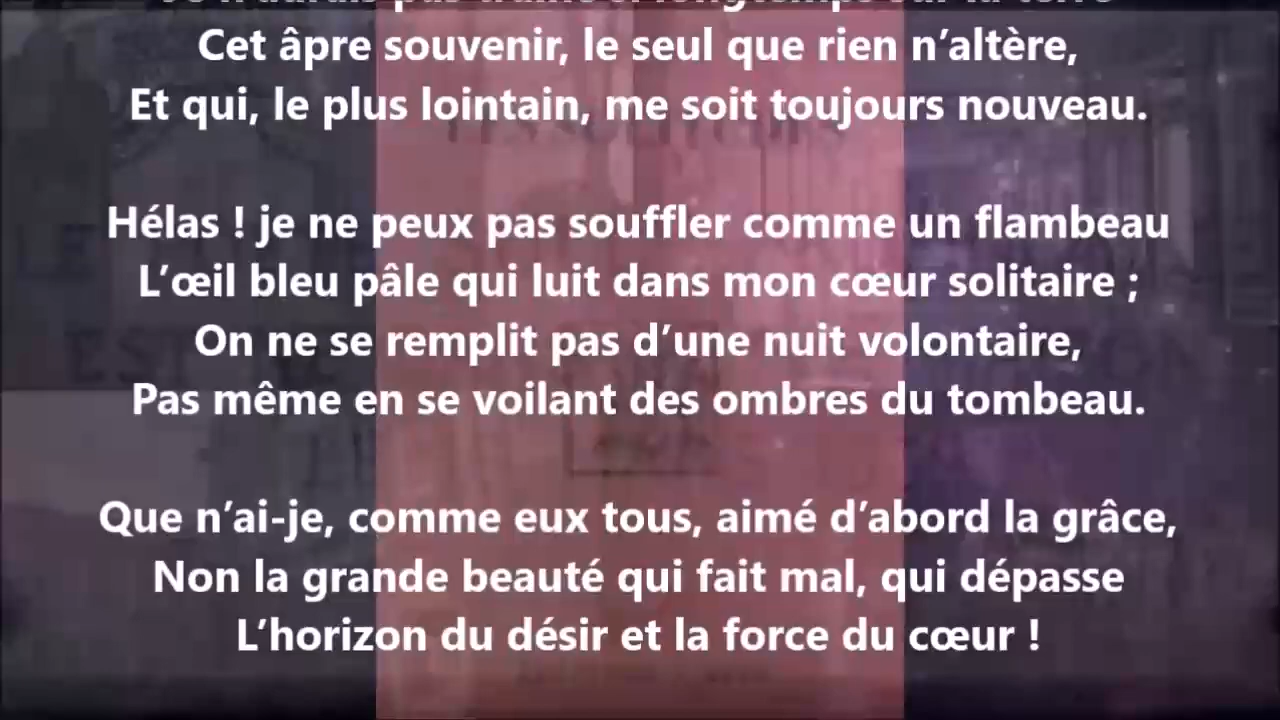 Cet âpre souvenir, le seul que rien n’altère,
Et qui, le plus lointain, me soit toujours nouveau.
Hélas ! je ne peux pas souffler comme un flambeau
L’œil bleu pâle qui luit dans mon cœur solitaire ;
On ne se remplit pas d’une nuit volontaire,
Pas même en se voilant des ombres du tombeau.
Que n’ai-je, comme eux tous, aimé d’abord la grâce,
Non la grande beauté qui fait mal, qui dépasse
L’horizon du désir et la force du cœur !